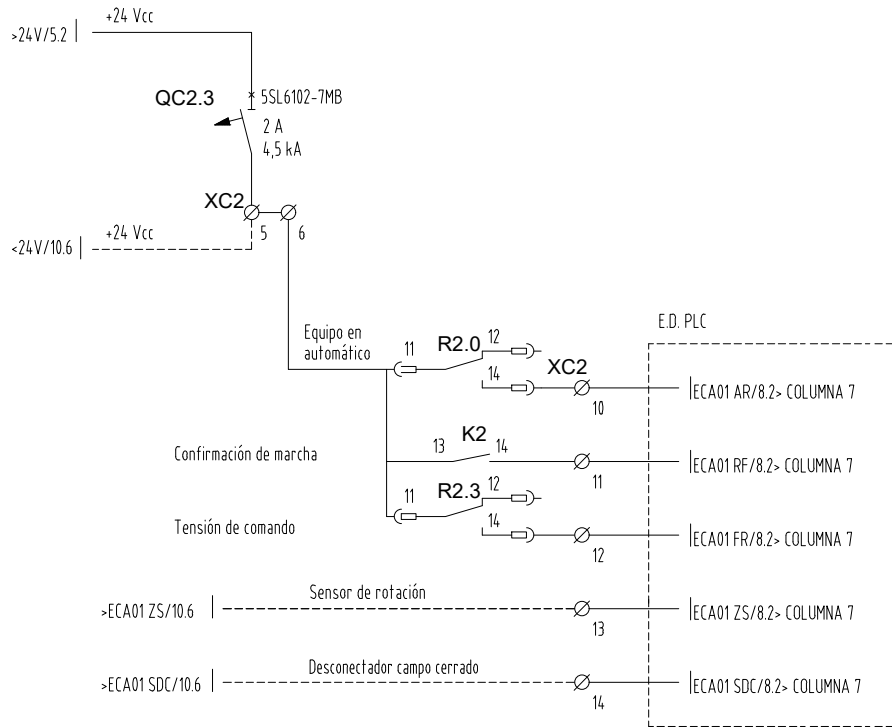 +24 Vcc
>24V/5.2
QC2.3
5SL6102-7MB
2 A
4,5 kA
XC2
5
6
+24 Vcc
<24V/10.6
E.D. PLC
Equipo en
automático
11
R2.0
12
14
XC2
10
ECA01 AR/8.2> COLUMNA 7
Confirmación de marcha
13
K2
14
11
ECA01 RF/8.2> COLUMNA 7
Tensión de comando
11
R2.3
12
14
12
ECA01 FR/8.2> COLUMNA 7
Sensor de rotación
>ECA01 ZS/10.6
13
ECA01 ZS/8.2> COLUMNA 7
Desconectador campo cerrado
>ECA01 SDC/10.6
14
ECA01 SDC/8.2> COLUMNA 7